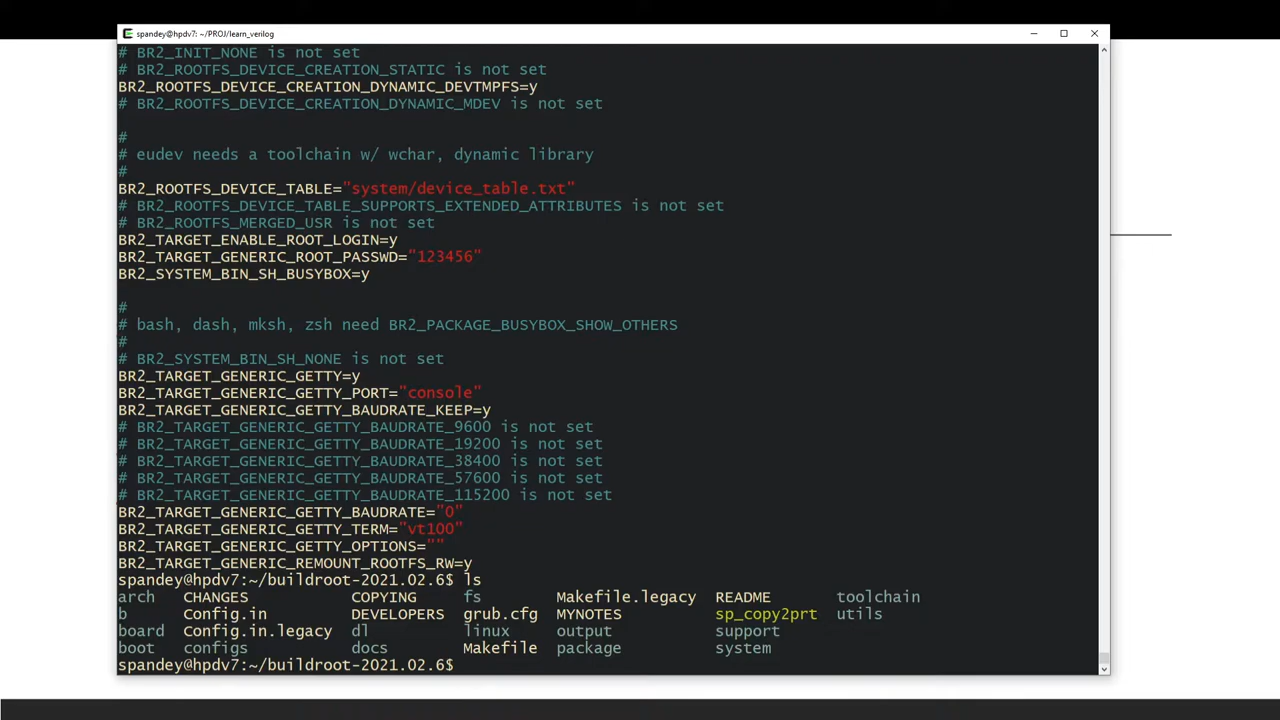 spandey@hpdv7: ~/PROJ/learn_verilog
# BR2_INIT_NONE is not set
# BR2_ROOTFS_DEVICE_CREATION_STATIC is not set
BR2_ROOTFS_DEVICE_CREATION_DYNAMIC_DEVTMPFS=y
# BR2_ROOTFS_DEVICE_CREATION_DYNAMIC_MDEV is not set
#
# eudev needs a toolchain w/ wchar, dynamic library
#
BR2_ROOTFS_DEVICE_TABLE="system/device_table.txt"
# BR2_ROOTFS_DEVICE_TABLE_SUPPORTS_EXTENDED_ATTRIBUTES is not set
# BR2_ROOTFS_MERGED_USR is not set
BR2_TARGET_ENABLE_ROOT_LOGIN=y
BR2_TARGET_GENERIC_ROOT_PASSWD="123456"
BR2_SYSTEM_BIN_SH_BUSYBOX=y
#
# bash, dash, mksh, zsh need BR2_PACKAGE_BUSYBOX_SHOW_OTHERS
#
# BR2_SYSTEM_BIN_SH_NONE is not set
BR2_TARGET_GENERIC_GETTY=y
BR2_TARGET_GENERIC_GETTY_PORT="console"
BR2_TARGET_GENERIC_GETTY_BAUDRATE_KEEP=y
# BR2_TARGET_GENERIC_GETTY_BAUDRATE_9600 is not set
# BR2_TARGET_GENERIC_GETTY_BAUDRATE_19200 is not set
# BR2_TARGET_GENERIC_GETTY_BAUDRATE_38400 is not set
# BR2_TARGET_GENERIC_GETTY_BAUDRATE_57600 is not set
# BR2_TARGET_GENERIC_GETTY_BAUDRATE_115200 is not set
BR2_TARGET_GENERIC_GETTY_BAUDRATE="0"
BR2_TARGET_GENERIC_GETTY_TERM="vt100"
BR2_TARGET_GENERIC_GETTY_OPTIONS=""
BR2_TARGET_GENERIC_REMOUNT_ROOTFS_RW=y
spandey@hpdv7:~/buildroot-2021.02.6$ ls
arch CHANGES COPYING fs Makefile.legacy README toolchain
b Config.in DEVELOPERS grub.cfg MYNOTES sp_copy2prt utils
board Config.in.legacy dl linux output support
boot configs docs Makefile package system
spandey@hpdv7:~/buildroot-2021.02.6$